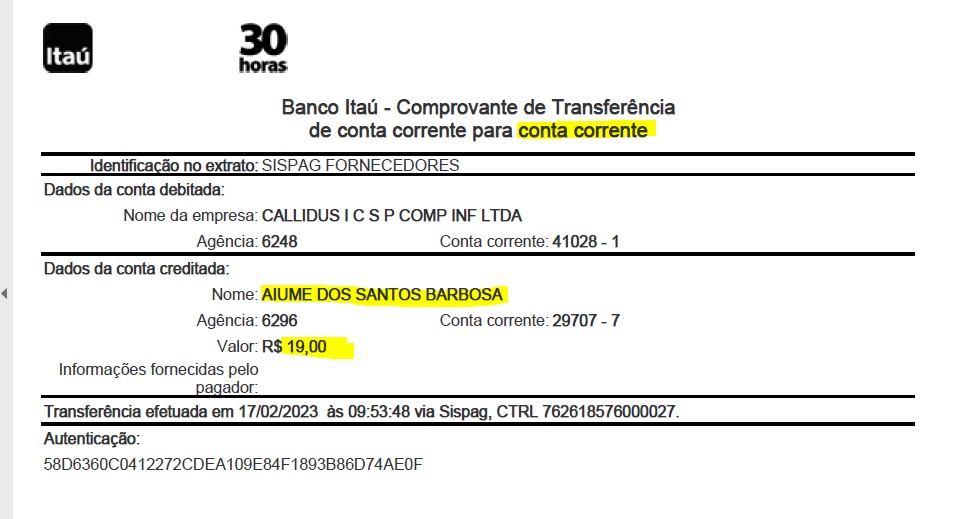 Itaú
30
horas
Banco Itaú - Comprovante de Transferência
de conta corrente para conta corrente
Identificação no extrato: SISPAG FORNECEDORES
Dados da conta debitada:
Nome da empresa: CALLIDUS I C S P COMP INF LTDA
Agência: 6248 Conta corrente: 41028 - 1
Dados da conta creditada:
Nome: AIUME DOS SANTOS BARBOSA
Agência: 6296 Conta corrente: 29707 - 7
Valor: R$ 19,00
Informações fornecidas pelo
pagador:
Transferência efetuada em 17/02/2023 às 09:53:48 via Sispag, CTRL 762618576000027.
Autenticação:
58D6360C0412272CDEA109E84F1893B86D74AE0F